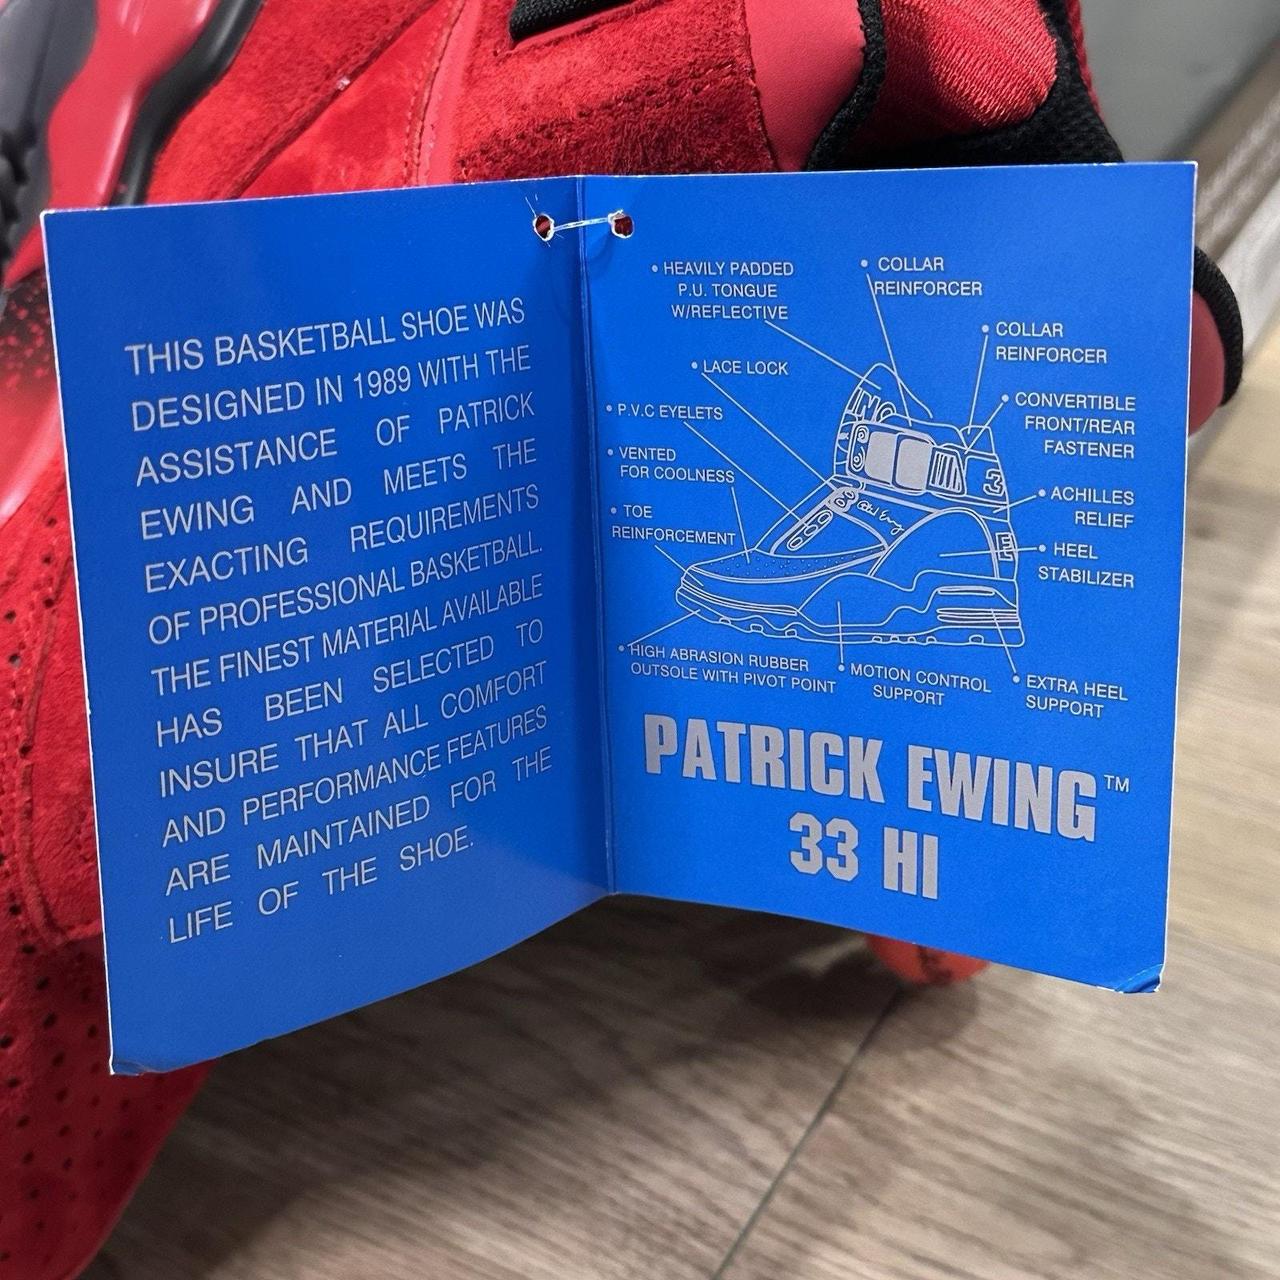 THIS BASKETBALL SHOE WAS
DESIGNED IN 1989 WITH THE
ASSISTANCE OF PATRICK
EWING AND MEETS THE
EXACTING REQUIREMENTS
OF PROFESSIONAL BASKETBALL.
THE FINEST MATERIAL AVAILABLE
HAS BEEN SELECTED TO
INSURE THAT ALL COMFORT
AND PERFORMANCE FEATURES
ARE MAINTAINED FOR THE
LIFE OF THE SHOE.
• HEAVILY PADDED
P.U. TONGUE
W/REFLECTIVE
• COLLAR
REINFORCER
• COLLAR
REINFORCER
• LACE LOCK
• CONVERTIBLE
FRONT/REAR
FASTENER
• P.V.C EYELETS
• VENTED
FOR COOLNESS
• ACHILLES
RELIEF
• TOE
REINFORCEMENT
• HEEL
STABILIZER
3
E
• HIGH ABRASION RUBBER
OUTSOLE WITH PIVOT POINT
• MOTION CONTROL
SUPPORT
• EXTRA HEEL
SUPPORT
PATRICK EWING™
33 HI